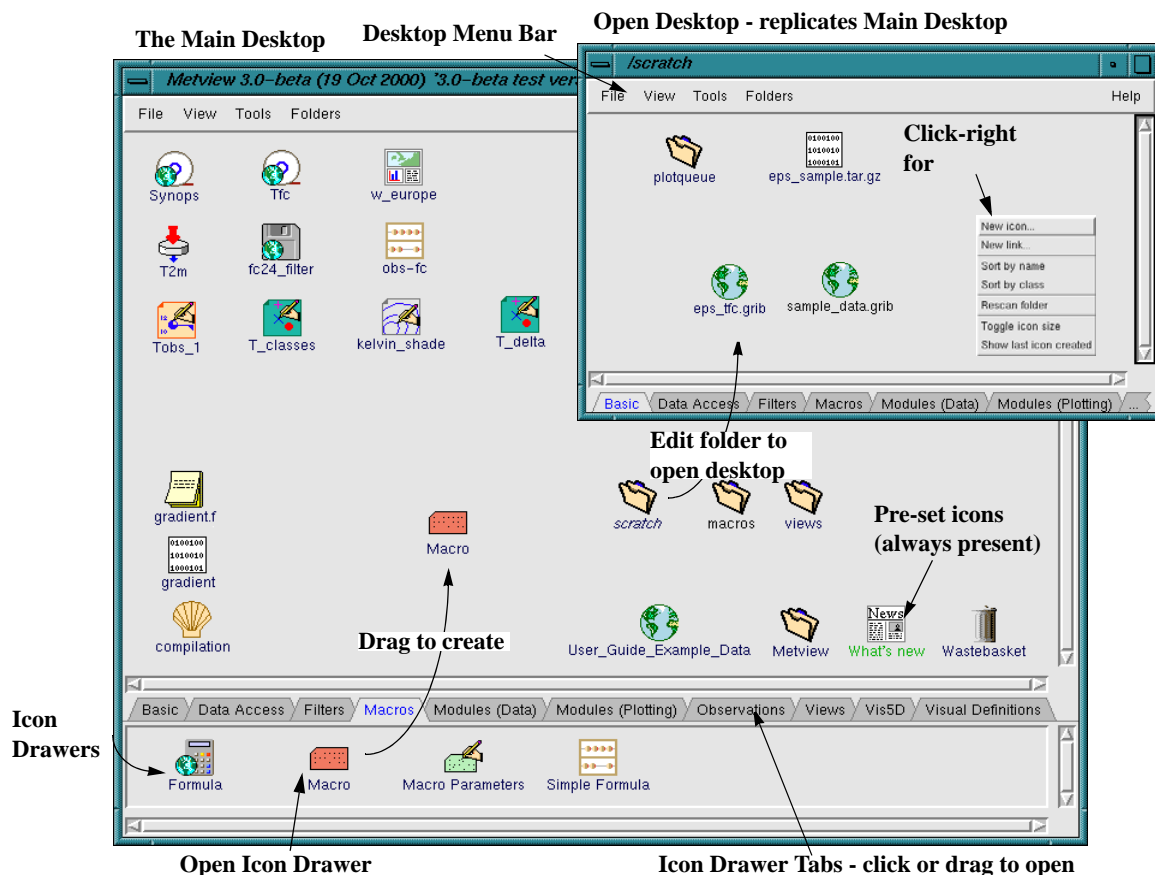 Open Desktop - replicates Main Desktop
The Main Desktop
Desktop Menu Bar
Metview 3.0-beta (19 Oct 2000) "3.0-beta test ver
File View Tools Folders
Synops
Tfc
w_europe
T2m
fc24_filter
obs-fc
Tobs_1
T_classes
kelvin_shade
T_delta
/scratch
File View Tools Folders Help
plotqueue
0100100
1010010
1000101
eps_sample.tar.gz
Click-right
for
New icon...
New link...
Sort by name
Sort by class
Rescan folder
Toggle icon size
Show last icon created
eps_tfc.grib
sample_data.grib
Basic Data Access Filters Macros Modules (Data) Modules (Plotting) ...
Edit folder to
open desktop
gradient.f
scratch
macros
views
Pre-set icons
(always present)
Macro
0100100
1010010
1000101
gradient
compilation
Drag to create
User_Guide_Example_Data
Metview
News
What's new
Wastebasket
Basic Data Access Filters Macros Modules (Data) Modules (Plotting) Observations Views Vis5D Visual Definitions
Icon
Drawers
Formula
Macro
Macro Parameters
Simple Formula
Open Icon Drawer
Icon Drawer Tabs - click or drag to open